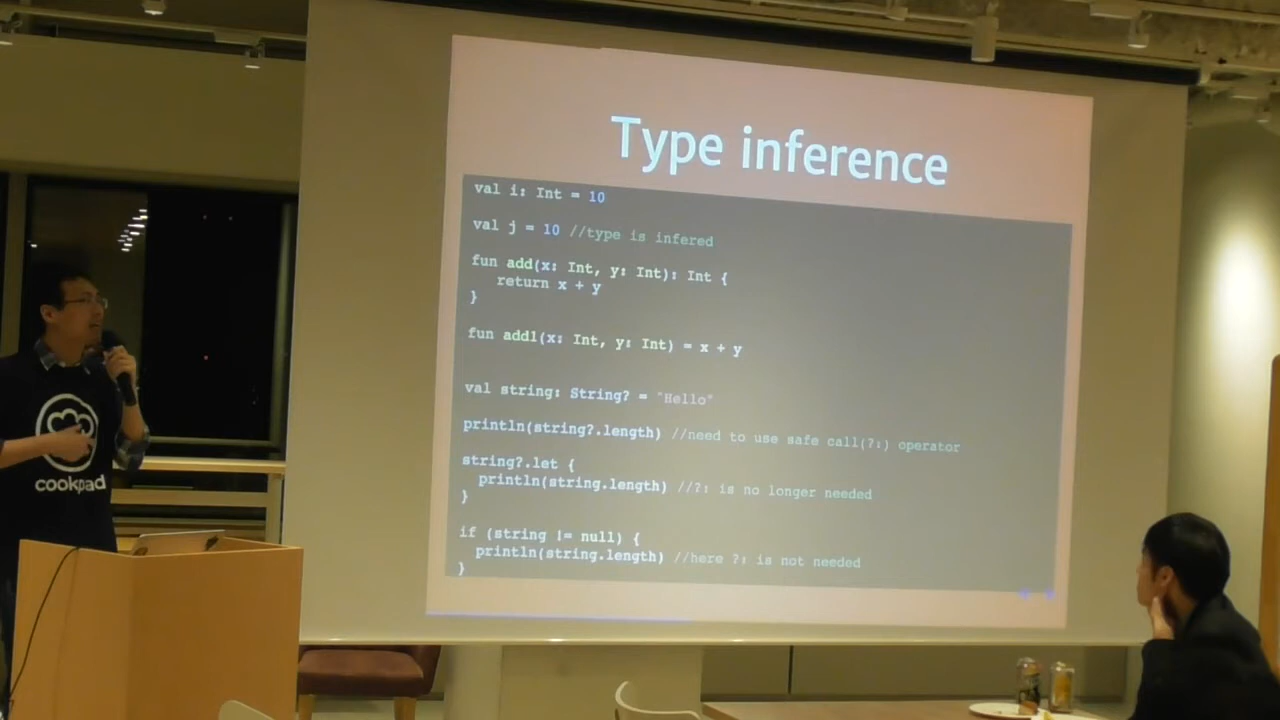 Type inference
val i: Int = 10
val j = 10 //type is infered
fun add(x: Int, y: Int): Int {
return x + y
}
fun add1(x: Int, y: Int) = x + y
val string: String? = "Hello"
println(string?.length) //need to use safe call(?:) operator
string?.let {
println(string.length) //?: is no longer needed
}
if (string != null) {
println(string.length) //here ?: is not needed
}
cookpad